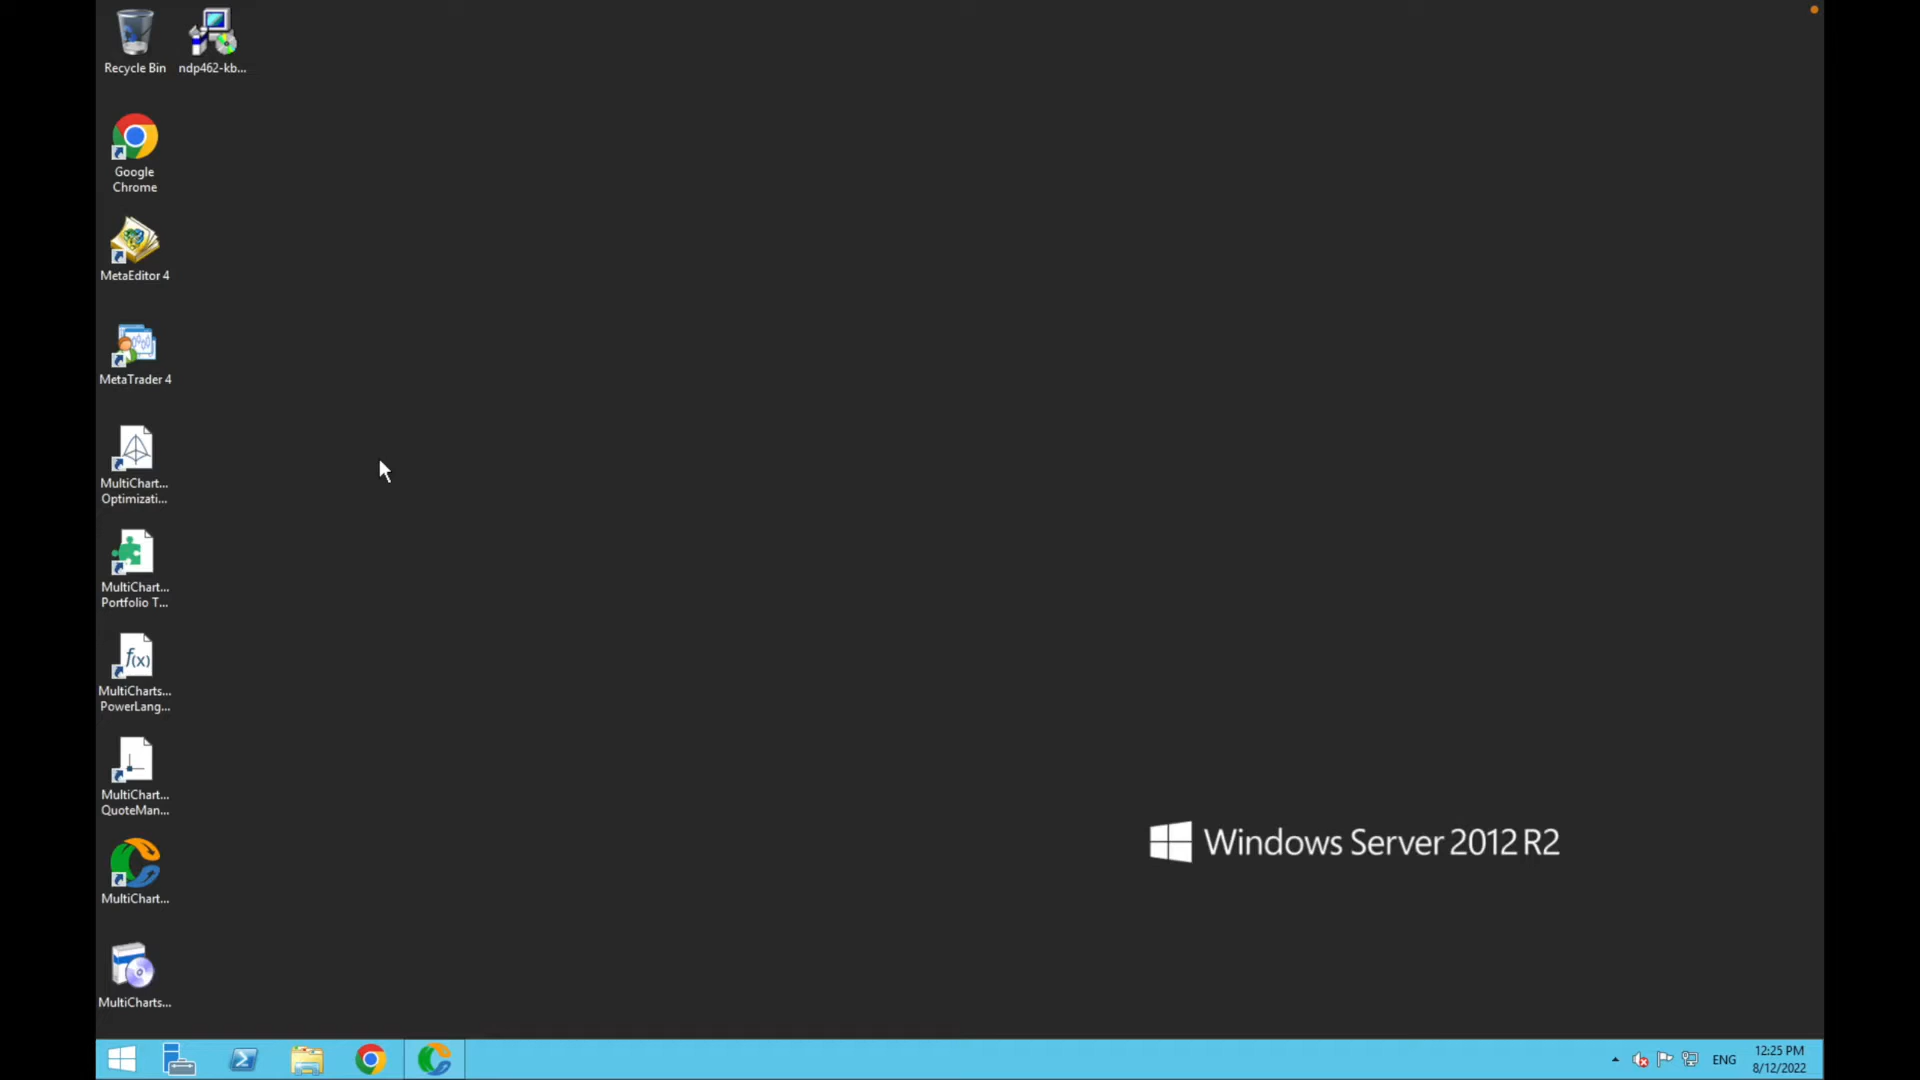 Recycle Bin
ndp462-kb...
Google
Chrome
MetaEditor 4
MetaTrader 4
MultiChart...
Optimizati...
MultiChart...
Portfolio T...
f(x)
MultiCharts...
PowerLang...
MultiChart...
QuoteMan...
MultiChart...
MultiCharts...
Windows Server 2012 R2
ENG
12:25 PM
8/12/2022